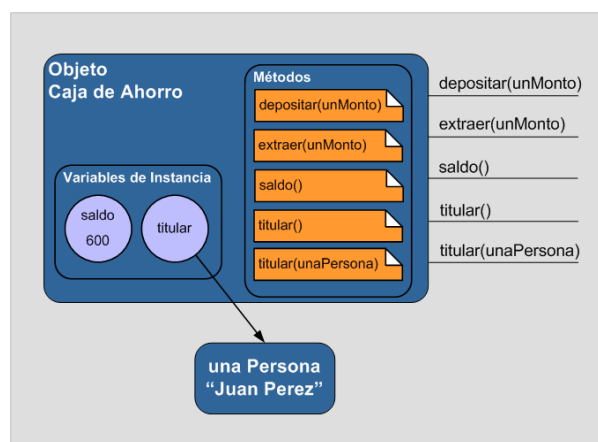 Objeto
Caja de Ahorro
Variables de Instancia
saldo
600
titular
Métodos
depositar(unMonto)
extraer(unMonto)
saldo()
titular()
titular(unaPersona)
depositar(unMonto)
extraer(unMonto)
saldo()
titular()
titular(unaPersona)
una Persona
“Juan Perez”